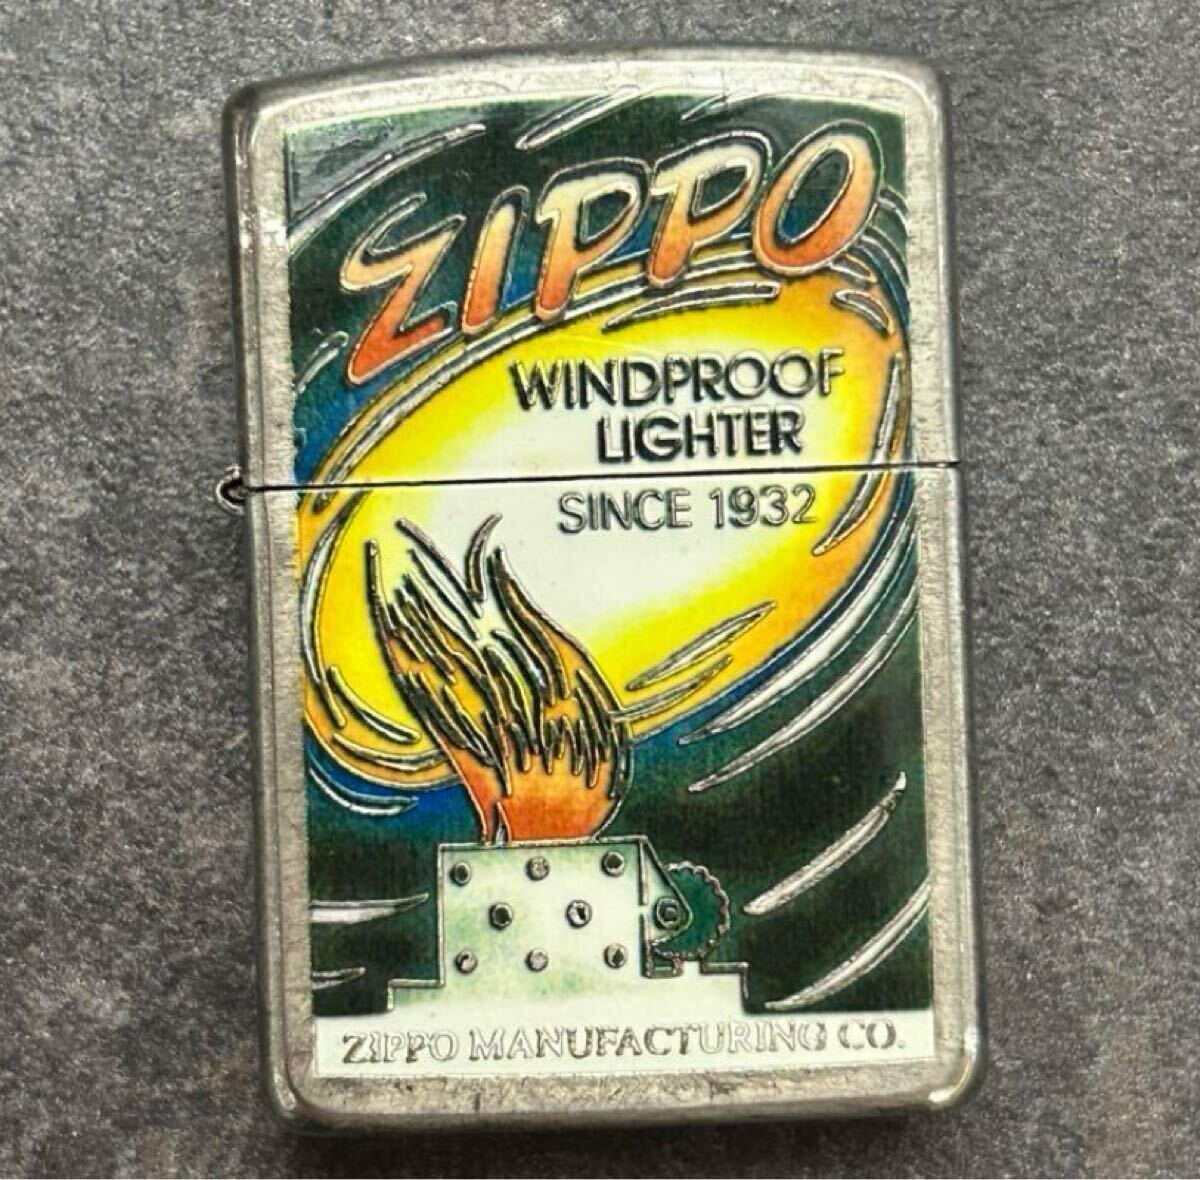 ZIPPO
WINDPROOF
LIGHTER
SINCE 1932
ZIPPO MANUFACTURING CO.